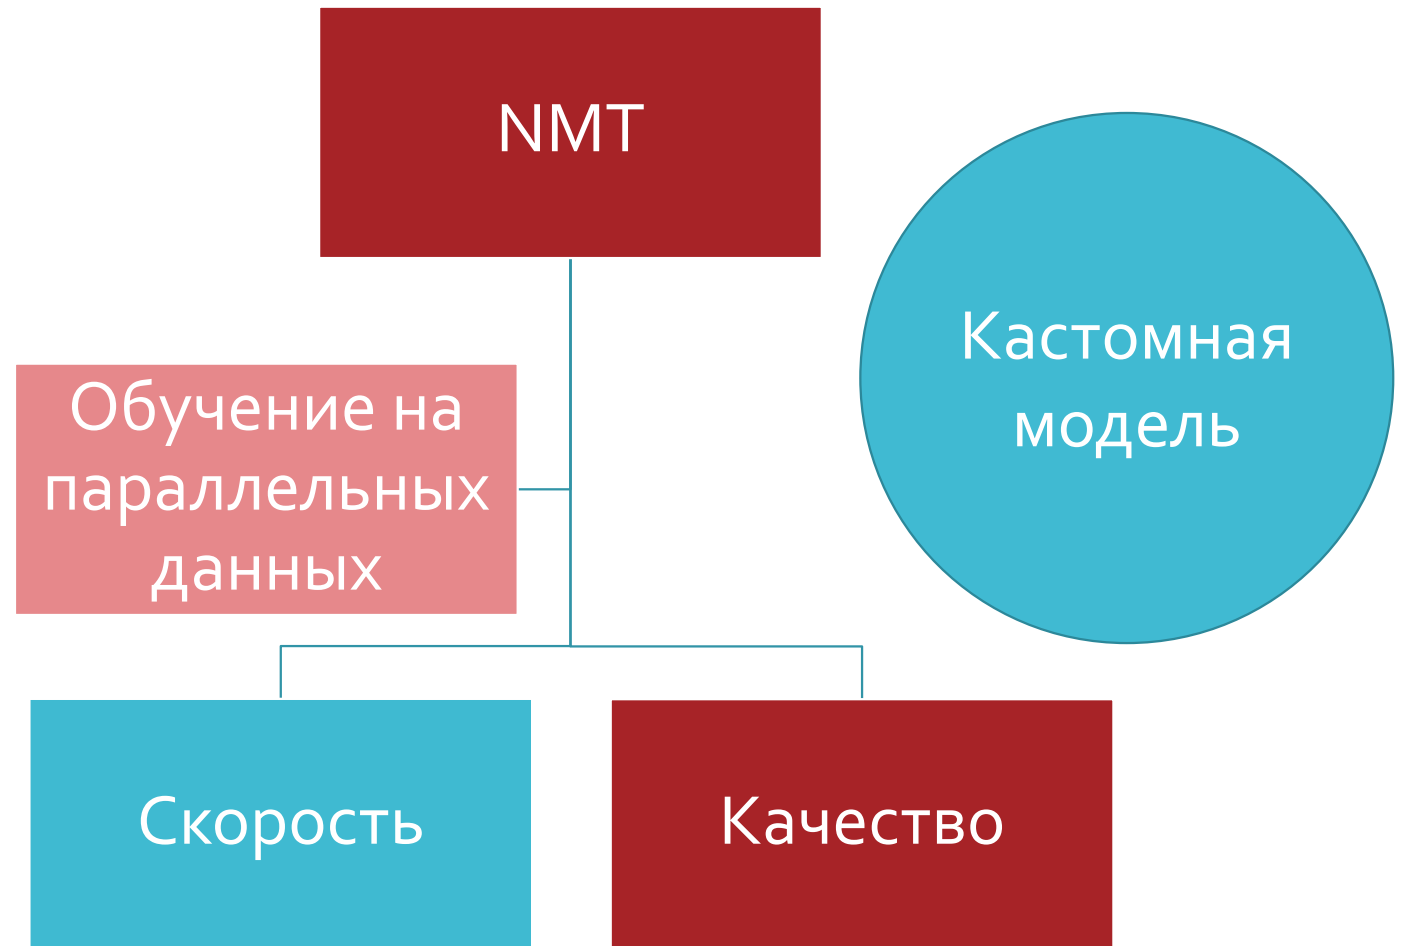 NMT
Кастомная
модель
Обучение на
параллельных
данных
Скорость
Качество